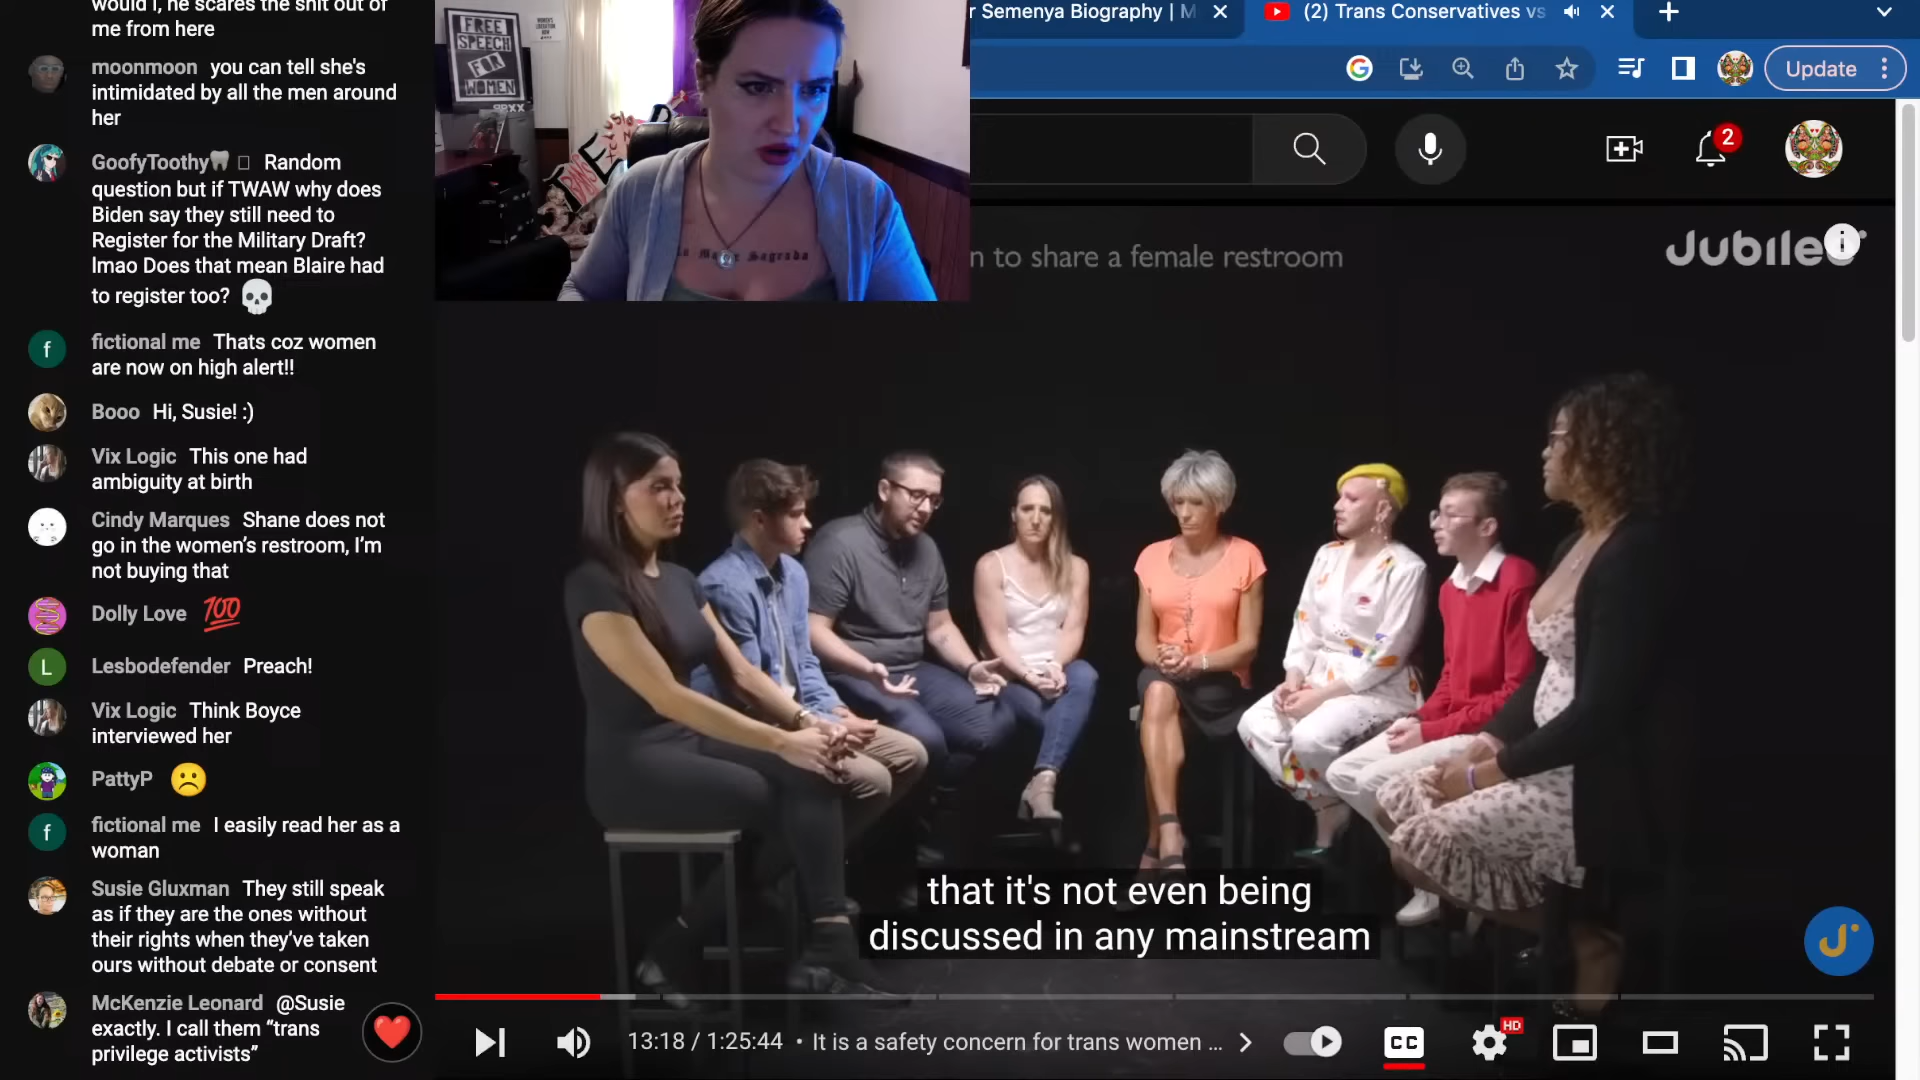 would I, he scares the shit out of
me from here
moonmoon you can tell she's
intimidated by all the men around
her
GoofyToothy🦷 Random
question but if TWAW why does
Biden say they still need to
Register for the Military Draft?
lmao Does that mean Blaire had
to register too? 💀
fictional me Thats coz women
are now on high alert!!
Booo Hi, Susie! :)
Vix Logic This one had
ambiguity at birth
Cindy Marques Shane does not
go in the women's restroom, I'm
not buying that
Dolly Love 💯
Lesbodefender Preach!
Vix Logic Think Boyce
interviewed her
PattyP ☹️
fictional me I easily read her as a
woman
Susie Gluxman They still speak
as if they are the ones without
their rights when they've taken
ours without debate or consent
McKenzie Leonard @Susie
exactly. I call them “trans
privilege activists”
FREE
SPEECH
FOR
WOMEN
Sagrada
r Semenya Biography | M
(2) Trans Conservatives vs
Update
2
n to share a female restroom
Jubilee
that it's not even being
discussed in any mainstream
13:18 / 1:25:44 • It is a safety concern for trans women ...
CC
HD